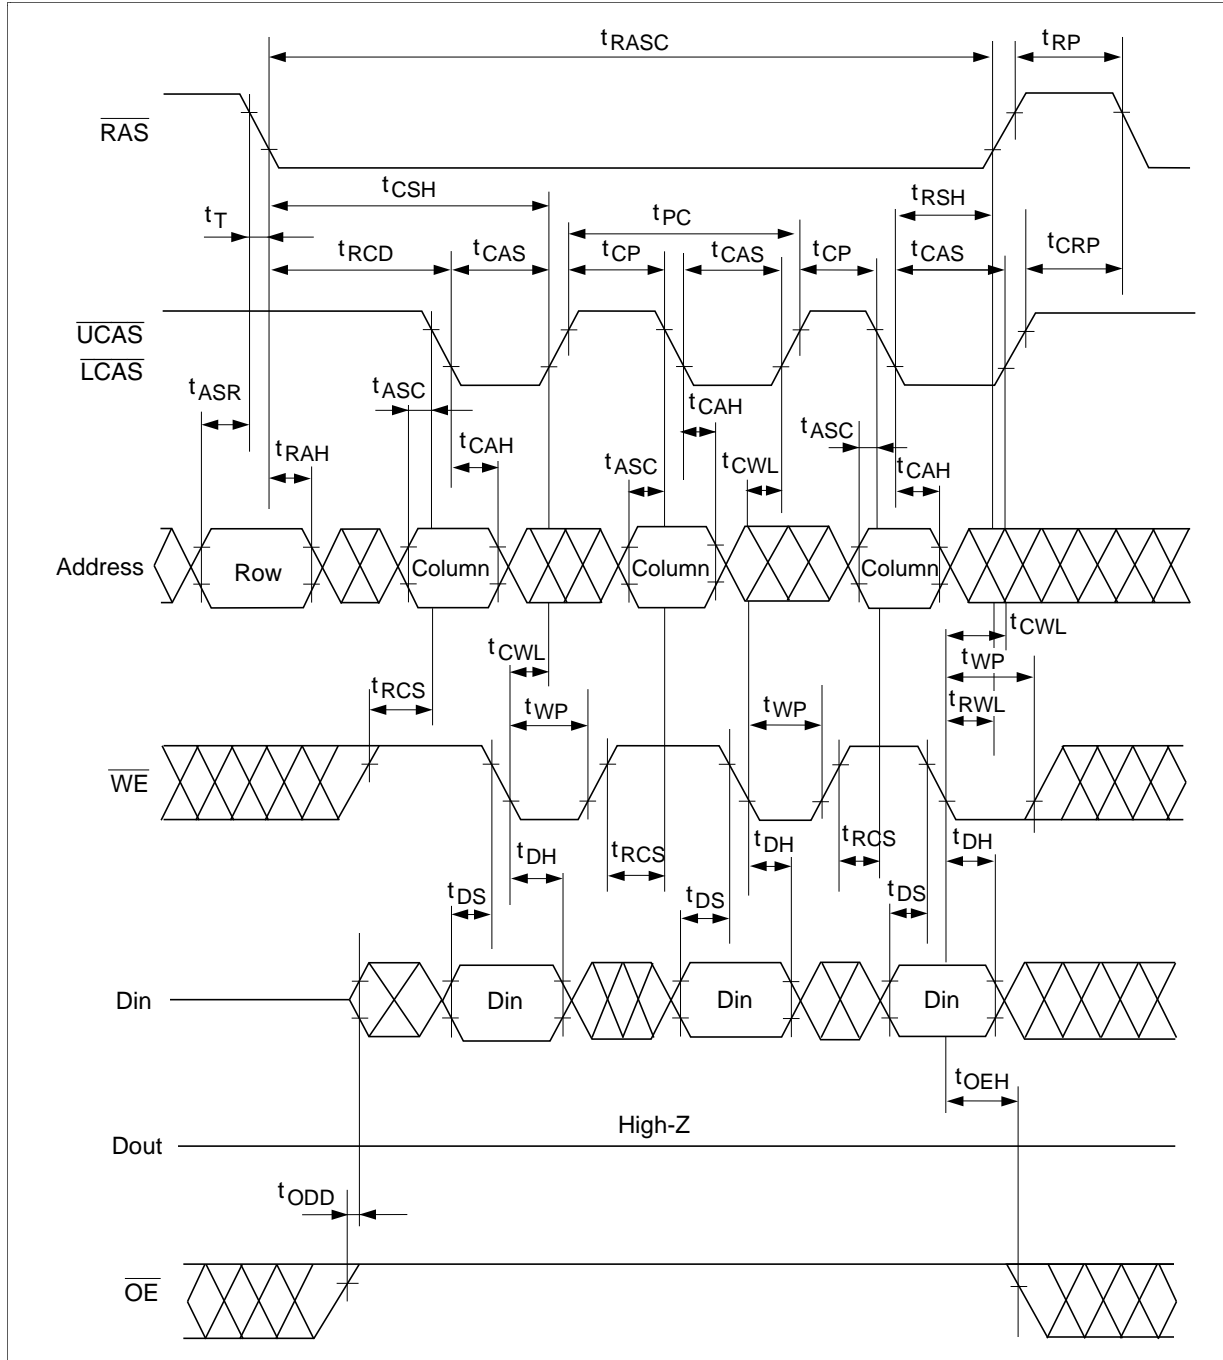 tRASC
tRP
RAS
tCSH
tRSH
tT
tPC
tRCD
tCAS
tCP
tCAS
tCP
tCAS
tCRP
UCAS
LCAS
tASR
tASC
tCAH
tRAH
tCAH
tASC
tCWL
tASC
tCAH
Address
Row
Column
Column
Column
tCWL
tCWL
tWP
tRCS
tWP
tWP
tRWL
WE
tDH
tRCS
tDH
tRCS
tDH
tDS
tDS
tDS
Din
Din
Din
Din
tOEH
High-Z
Dout
tODD
OE